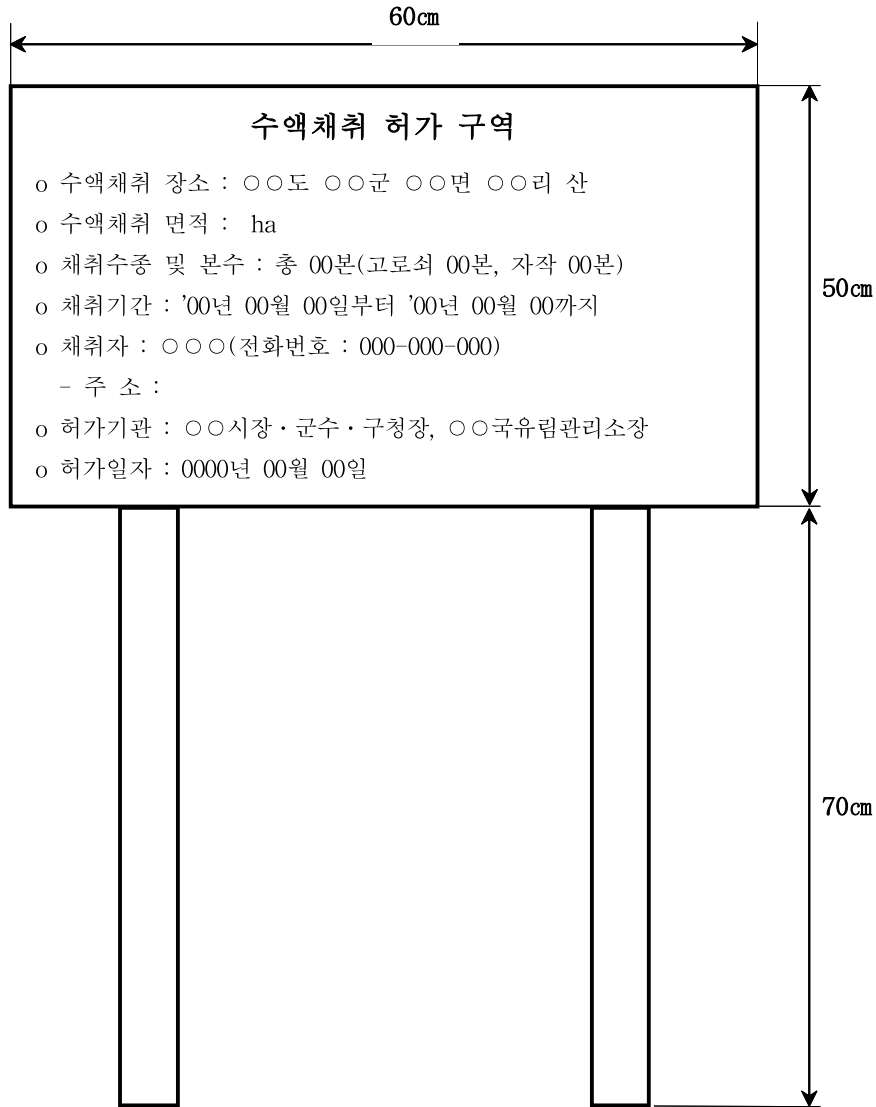 60㎝
수액채취 허가 구역
o 수액채취 장소 : ○○도 ○○군 ○○면 ○○리 산
o 수액채취 면적 : ha
50㎝
o 채취수종 및 본수 : 총 00본(고로쇠 00본, 자작 00본)
o 채취기간 : '00년 00월 00일부터 '00년 00월 00까지
o 채취자 : ○○○(전화번호 : 000-000-000)
- 주 소 :
o 허가기관 : ○○시장·군수·구청장, ○○국유림관리소장
o 허가일자 : 0000년 00월 00일
70㎝